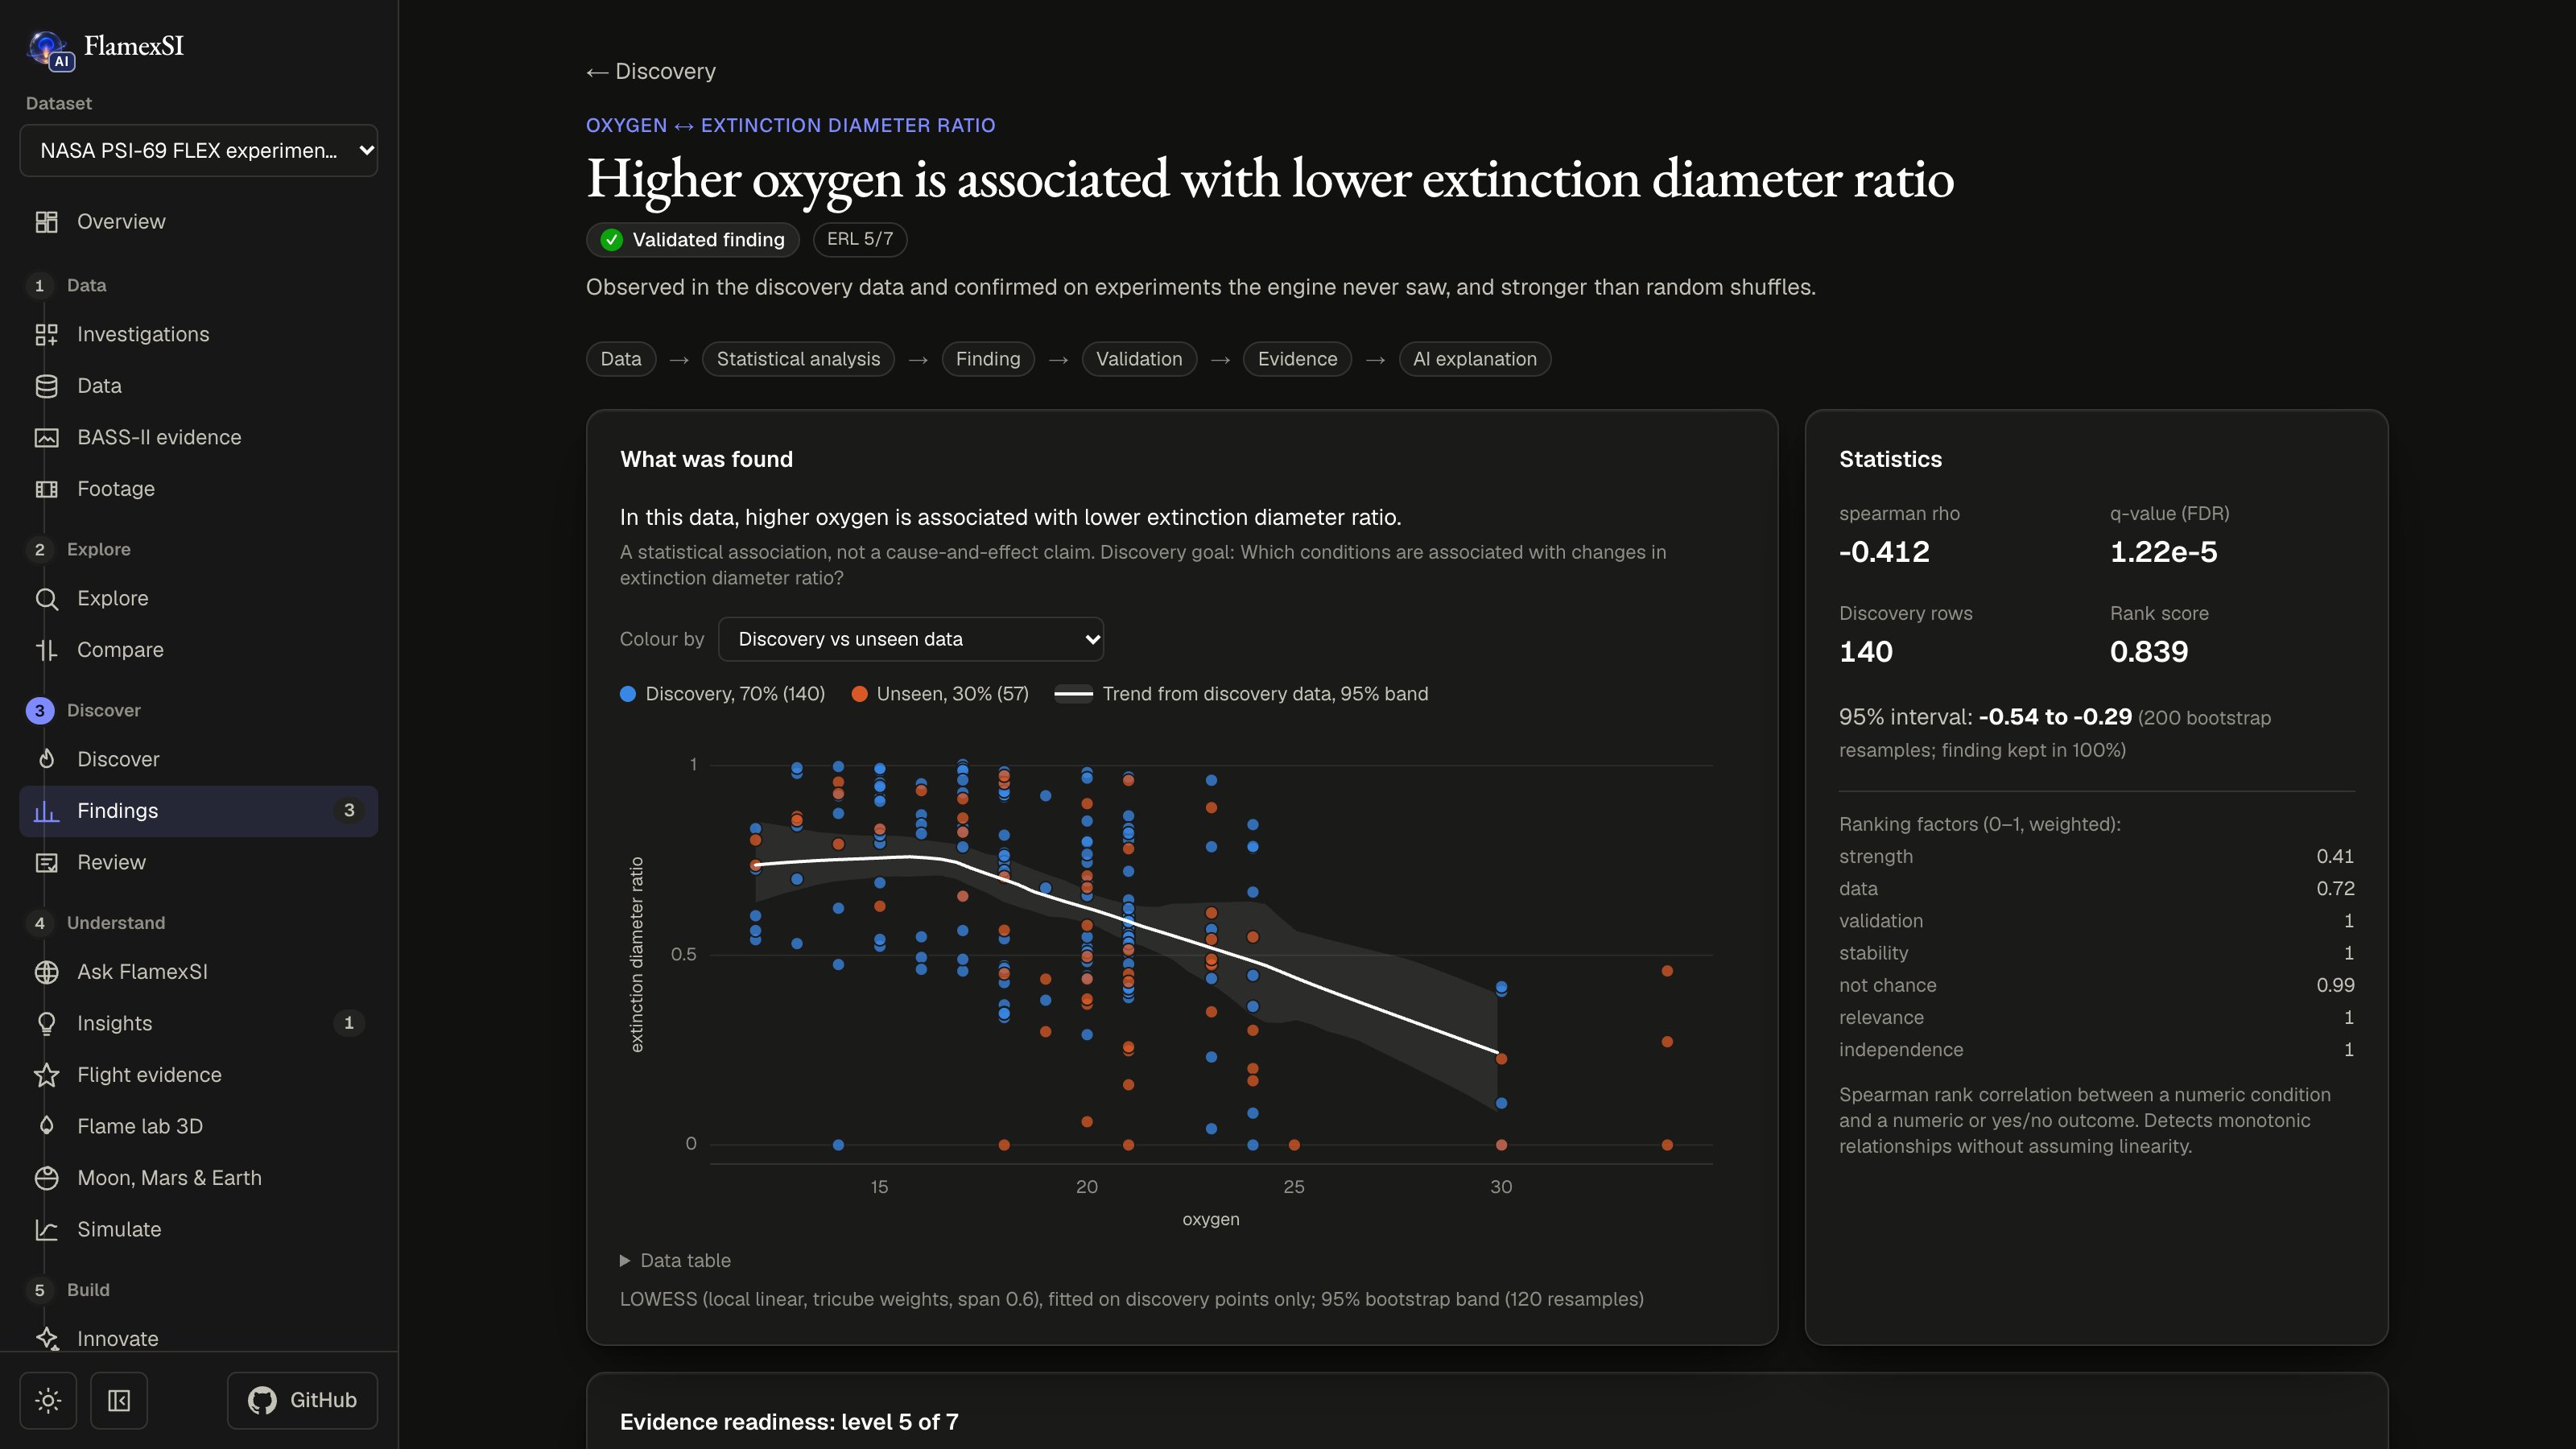 AI
FlamexSI
Dataset
NASA PSI-69 FLEX experimen...
Overview
1 Data
Investigations
Data
BASS-II evidence
Footage
2 Explore
Explore
Compare
3 Discover
Discover
Findings 3
Review
4 Understand
Ask FlamexSI
Insights 1
Flight evidence
Flame lab 3D
Moon, Mars & Earth
Simulate
5 Build
Innovate
GitHub
← Discovery
OXYGEN ↔ EXTINCTION DIAMETER RATIO
Higher oxygen is associated with lower extinction diameter ratio
Validated finding ERL 5/7
Observed in the discovery data and confirmed on experiments the engine never saw, and stronger than random shuffles.
Data → Statistical analysis → Finding → Validation → Evidence → AI explanation
What was found
In this data, higher oxygen is associated with lower extinction diameter ratio.
A statistical association, not a cause-and-effect claim. Discovery goal: Which conditions are associated with changes in
extinction diameter ratio?
Colour by Discovery vs unseen data
Discovery, 70% (140) Unseen, 30% (57) Trend from discovery data, 95% band
1
0.5
0
extinction diameter ratio
15 20 25 30
oxygen
▶ Data table
LOWESS (local linear, tricube weights, span 0.6), fitted on discovery points only; 95% bootstrap band (120 resamples)
Statistics
spearman rho q-value (FDR)
-0.412 1.22e-5
Discovery rows Rank score
140 0.839
95% interval: -0.54 to -0.29 (200 bootstrap
resamples; finding kept in 100%)
Ranking factors (0–1, weighted):
strength 0.41
data 0.72
validation 1
stability 1
not chance 0.99
relevance 1
independence 1
Spearman rank correlation between a numeric condition
and a numeric or yes/no outcome. Detects monotonic
relationships without assuming linearity.
Evidence readiness: level 5 of 7